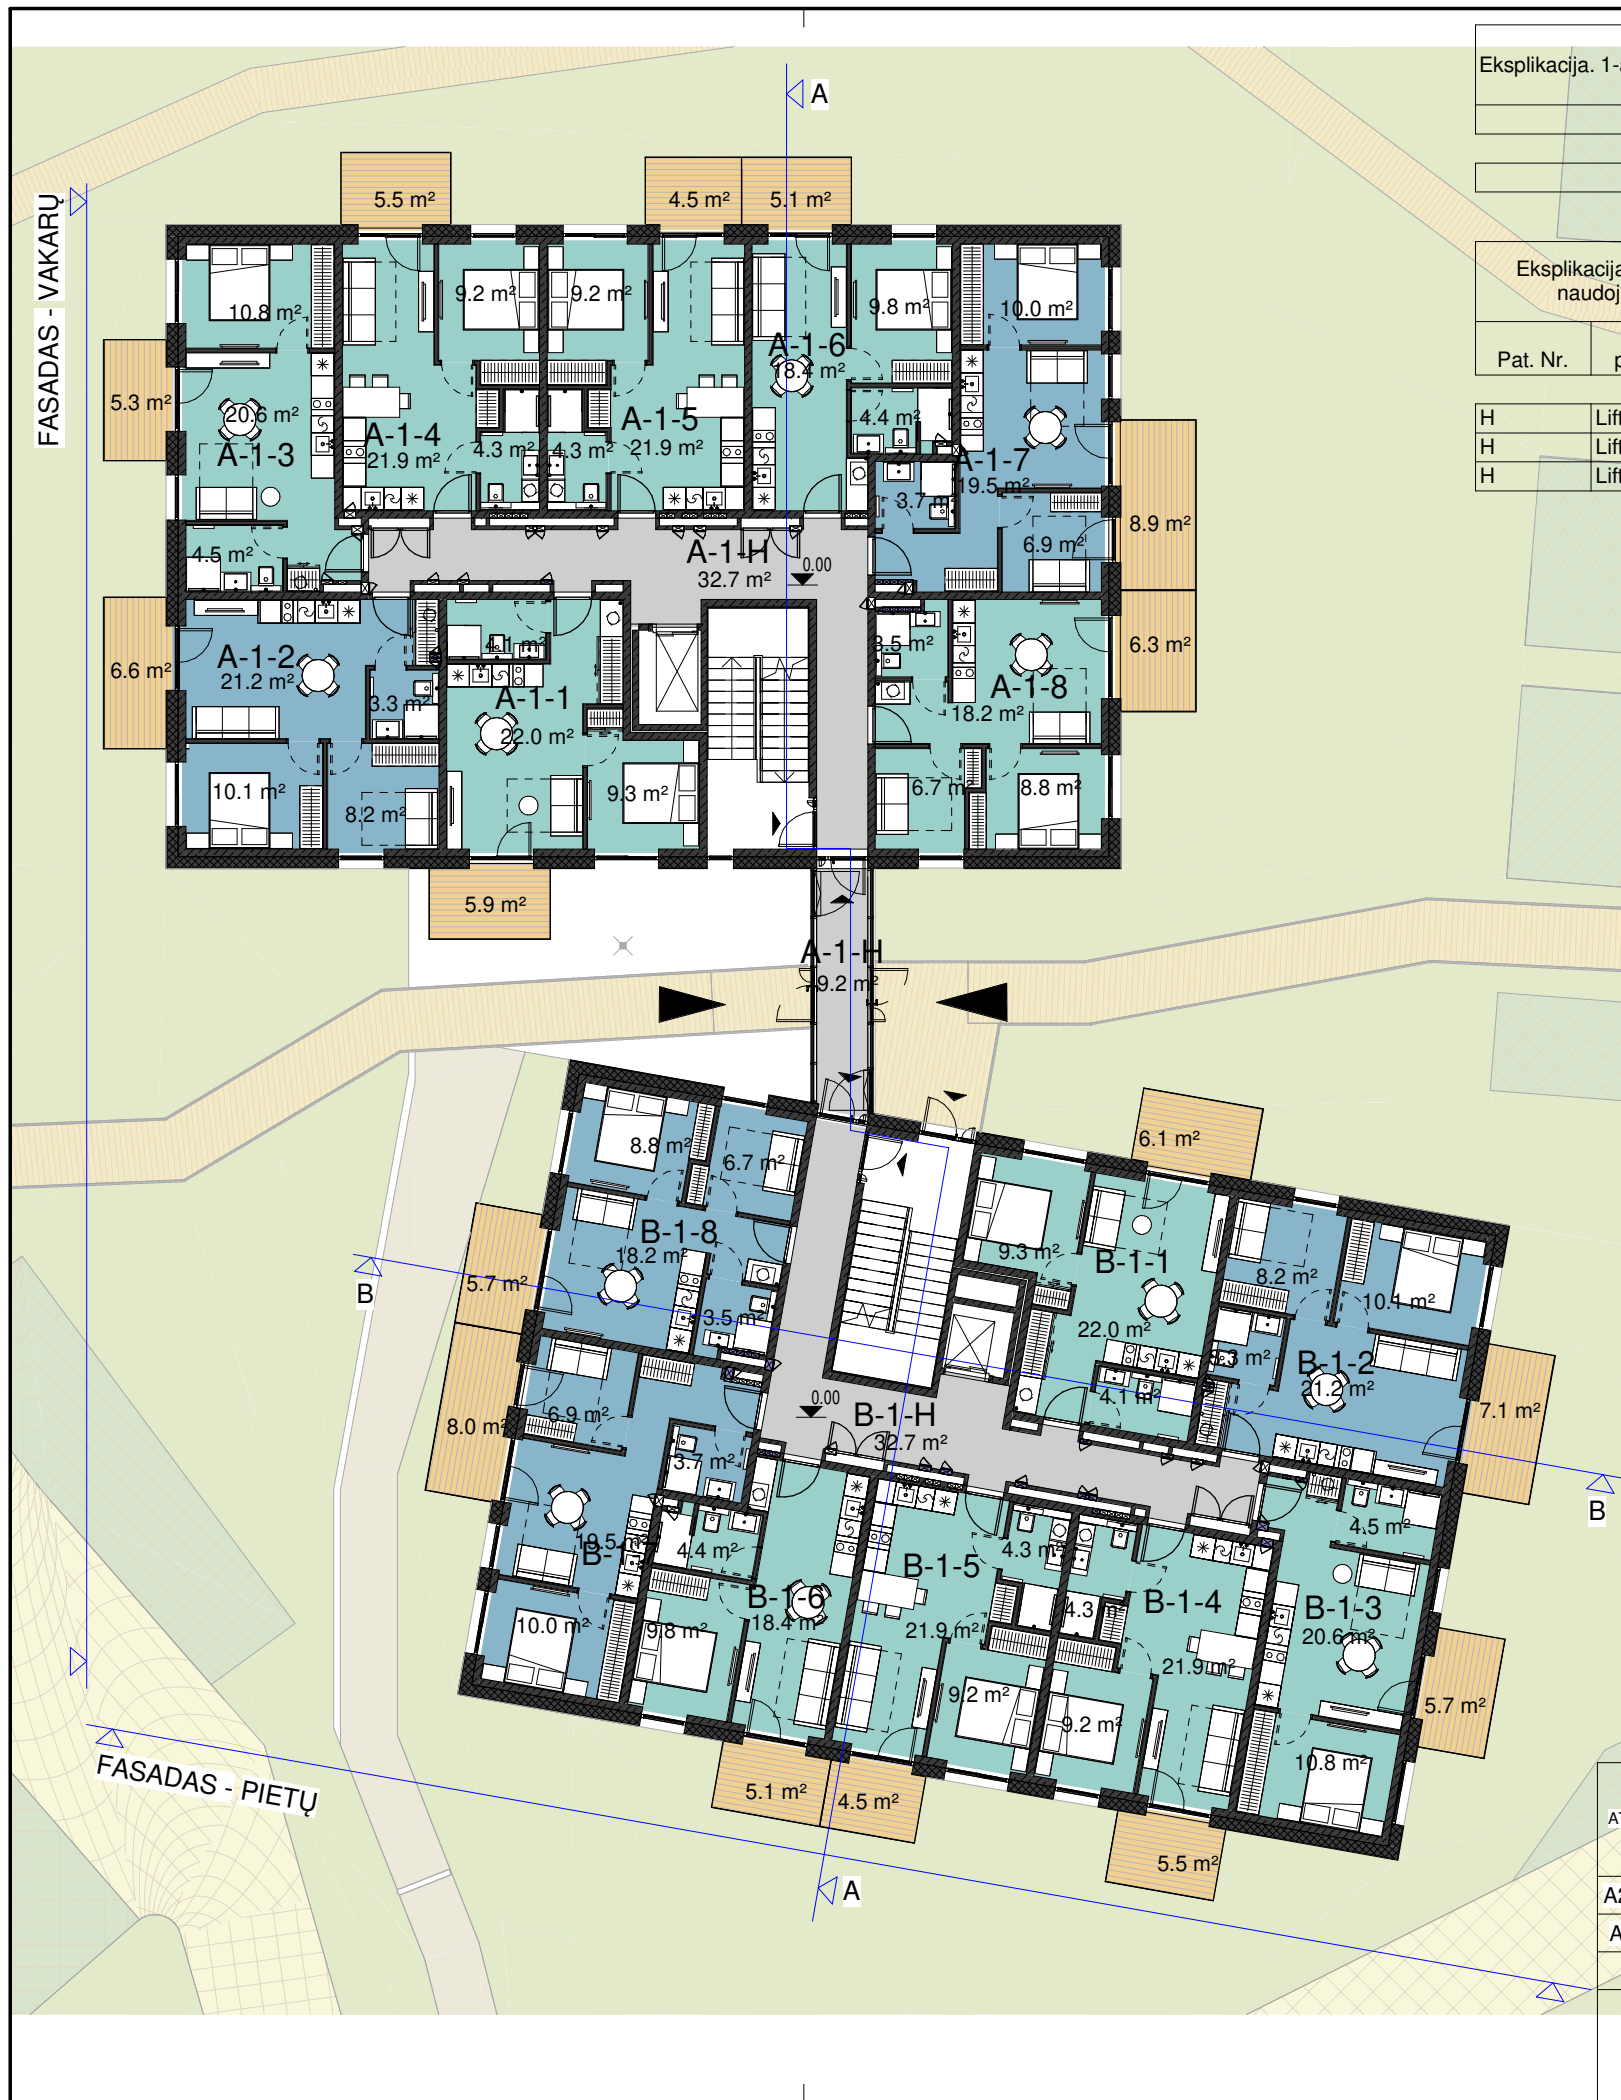 A
Eksplikacija. 1-
FASADAS - VAKARŲ
5.5 m²
4.5 m²
5.1 m²
Eksplikacija
naudoj
Pat. Nr.
H
Lift
H
Lift
H
Lift
10.8 m²
9.2 m²
9.2 m²
9.8 m²
10.0 m²
5.3 m²
20.6 m²
A-1-3
A-1-4
21.9 m²
4.3 m²
4.3 m²
A-1-5
21.9 m²
A-1-6
18.4 m²
4.4 m²
A-1-7
19.5 m²
3.7 m²
8.9 m²
4.5 m²
A-1-H
32.7 m²
0.00
6.9 m²
6.6 m²
A-1-2
21.2 m²
3.3 m²
4.1 m²
A-1-1
22.0 m²
3.5 m²
A-1-8
18.2 m²
6.3 m²
10.1 m²
8.2 m²
9.3 m²
6.7 m²
8.8 m²
5.9 m²
A-1-H
9.2 m²
6.1 m²
8.8 m²
6.7 m²
B-1-8
18.2 m²
9.3 m²
B-1-1
22.0 m²
8.2 m²
10.1 m²
5.7 m²
B
3.5 m²
3.3 m²
B-1-2
21.2 m²
4.1 m²
7.1 m²
8.0 m²
6.9 m²
0.00
B-1-H
32.7 m²
3.7 m²
B
4.5 m²
19.5 m²
B-1-
4.4 m²
B-1-5
21.9 m²
4.3 m²
4.3 m²
B-1-6
18.4 m²
B-1-4
21.9 m²
B-1-3
20.6 m²
10.0 m²
9.8 m²
9.2 m²
9.2 m²
5.7 m²
10.8 m²
FASADAS - PIETŲ
5.1 m²
4.5 m²
5.5 m²
A
A2